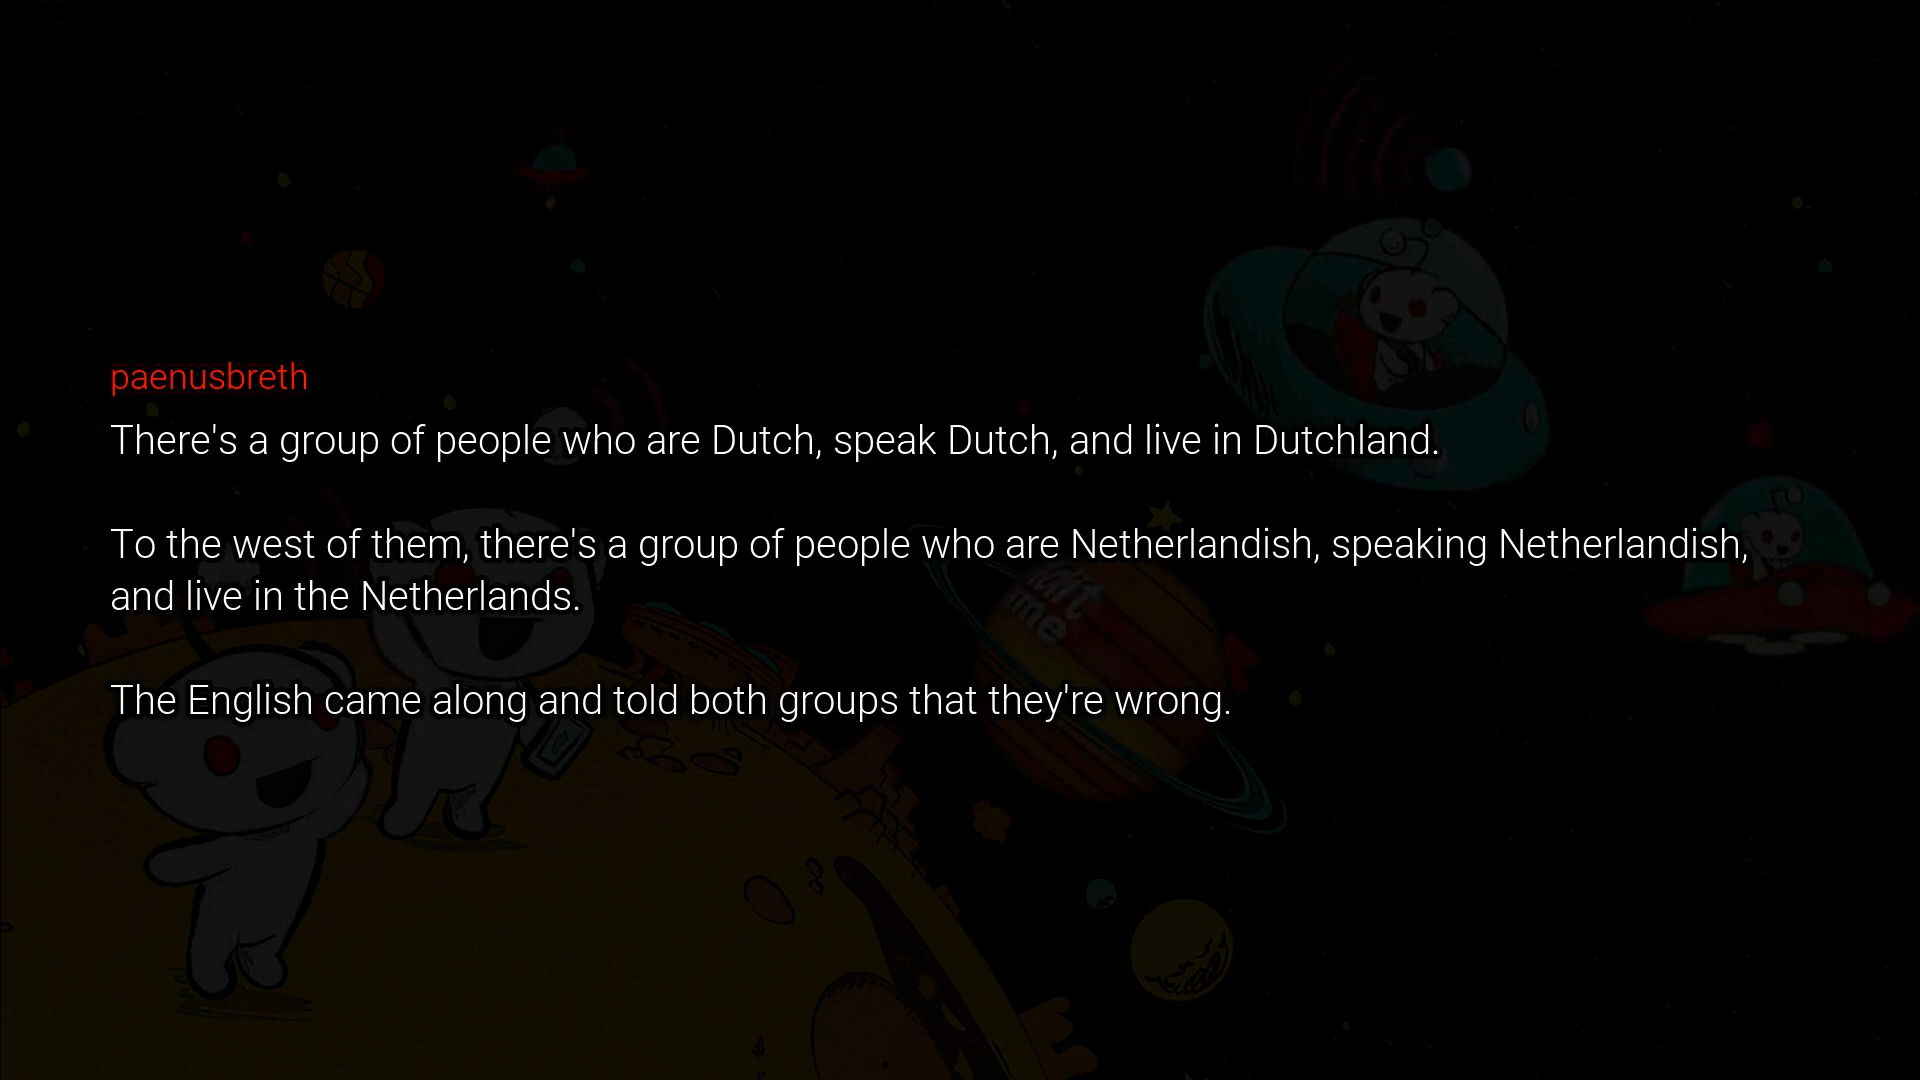 paenusbreth
There's a group of people who are Dutch, speak Dutch, and live in Dutchland.
To the west of them, there's a group of people who are Netherlandish, speaking Netherlandish,
and live in the Netherlands.
The English came along and told both groups that they're wrong.